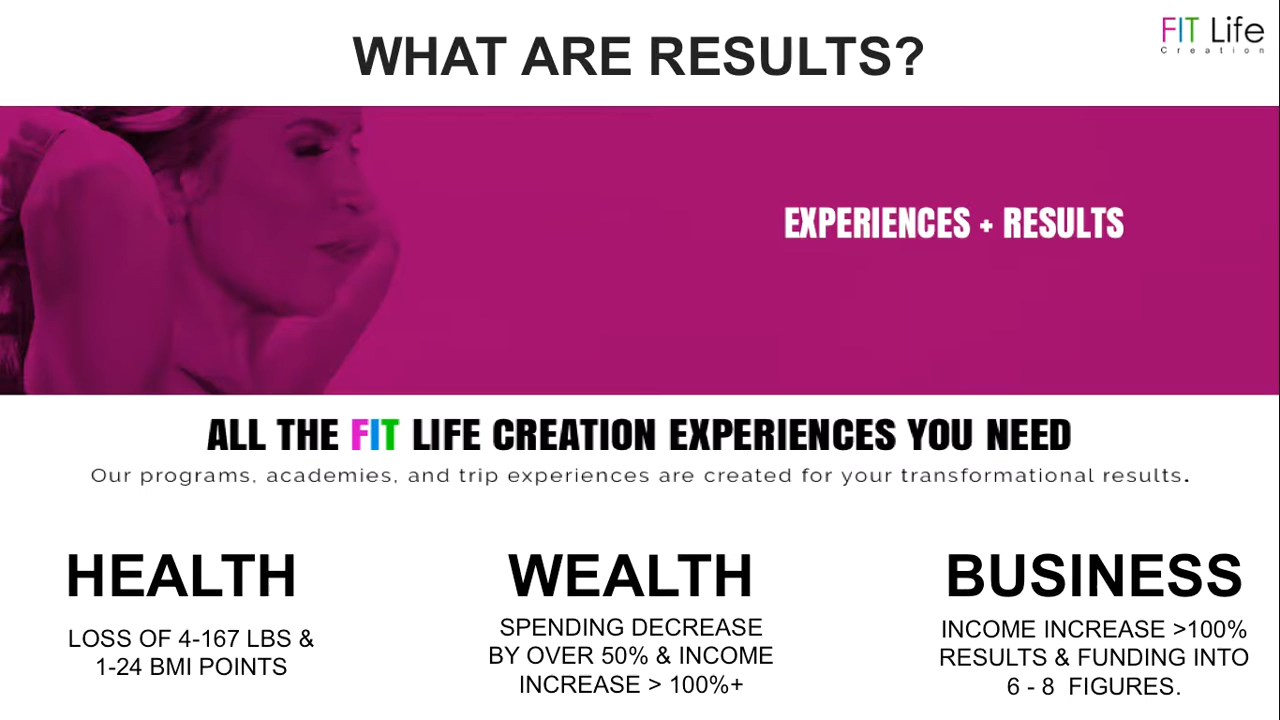 WHAT ARE RESULTS?
FIT Life
Creation
EXPERIENCES + RESULTS
ALL THE FIT LIFE CREATION EXPERIENCES YOU NEED
Our programs, academies, and trip experiences are created for your transformational results.
HEALTH
LOSS OF 4-167 LBS &
1-24 BMI POINTS
WEALTH
SPENDING DECREASE
BY OVER 50% & INCOME
INCREASE > 100%+
BUSINESS
INCOME INCREASE >100%
RESULTS & FUNDING INTO
6 - 8 FIGURES.